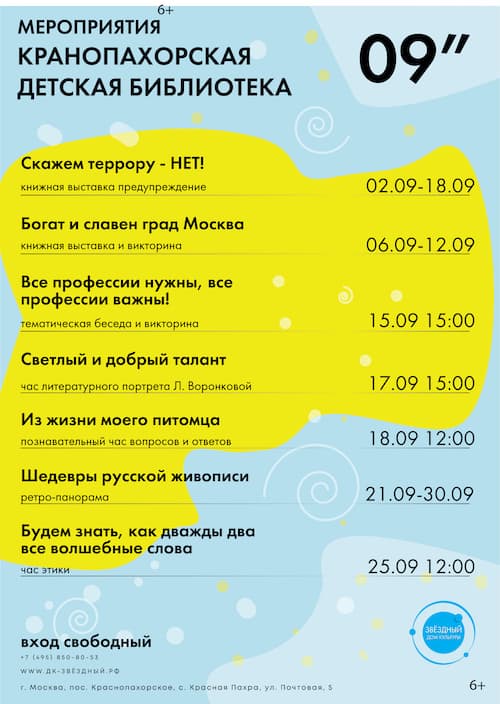 6+
МЕРОПРИЯТИЯ
КРАНОПАХОРСКАЯ
ДЕТСКАЯ БИБЛИОТЕКА
09”
Скажем террору - НЕТ!
книжная выставка предупреждение
02.09-18.09
Богат и славен град Москва
книжная выставка и викторина
06.09-12.09
Все профессии нужны, все
профессии важны!
тематическая беседа и викторина
15.09 15:00
Светлый и добрый талант
час литературного портрета Л. Воронковой
17.09 15:00
Из жизни моего питомца
познавательный час вопросов и ответов
18.09 12:00
Шедевры русской живописи
ретро-панорама
21.09-30.09
Будем знать, как дважды два
все волшебные слова
час этики
25.09 12:00
вход свободный
+7 (495) 850-80-53
WWW.ДК-ЗВЁЗДНЫЙ.РФ
г. Москва, пос. Краснопахорское, с. Красная Пахра, ул. Почтовая, 5
ЗВЁЗДНЫЙ
ДОМ КУЛЬТУРЫ
6+